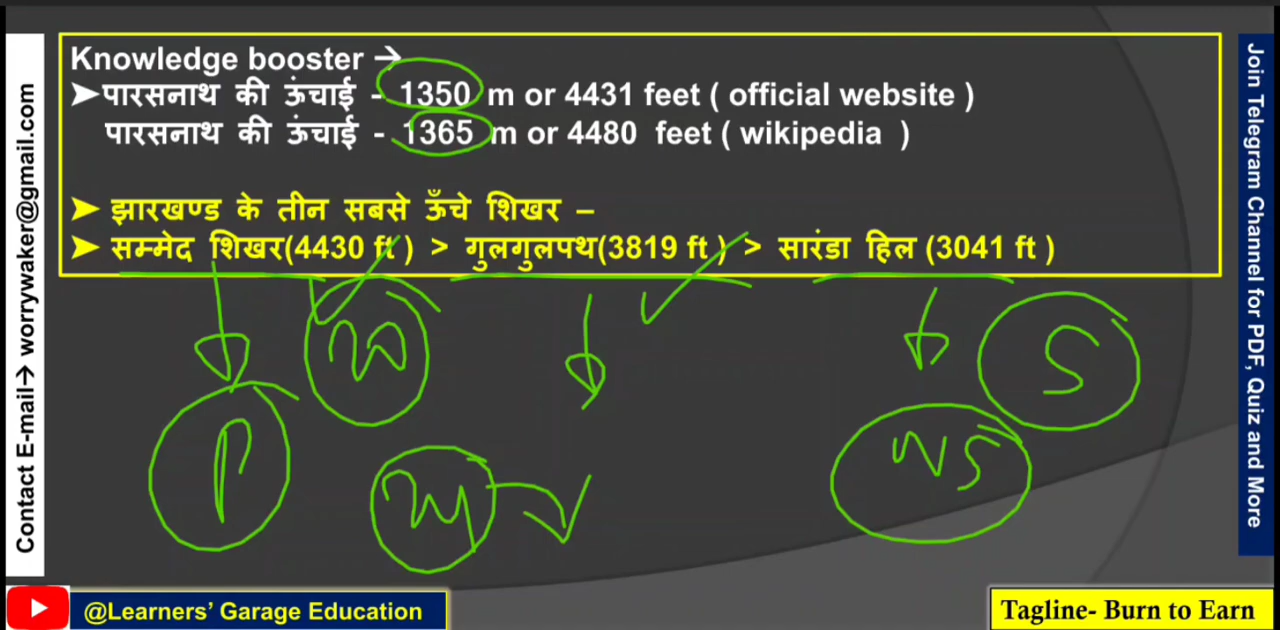 Knowledge booster →
➤पारसनाथ की ऊंचाई - 1350 m or 4431 feet ( official website )
पारसनाथ की ऊंचाई - 1365 m or 4480 feet ( wikipedia )
➤ झारखण्ड के तीन सबसे ऊँचे शिखर –
➤ सम्मेद शिखर(4430 ft ) > गुलगुलपथ(3819 ft ) > सारंडा हिल (3041 ft )
S
P
WS
Contact E-mail→ worrywaker@gmail.com
Join Telegram Channel for PDF, Quiz and More
@Learners’ Garage Education
Tagline- Burn to Earn